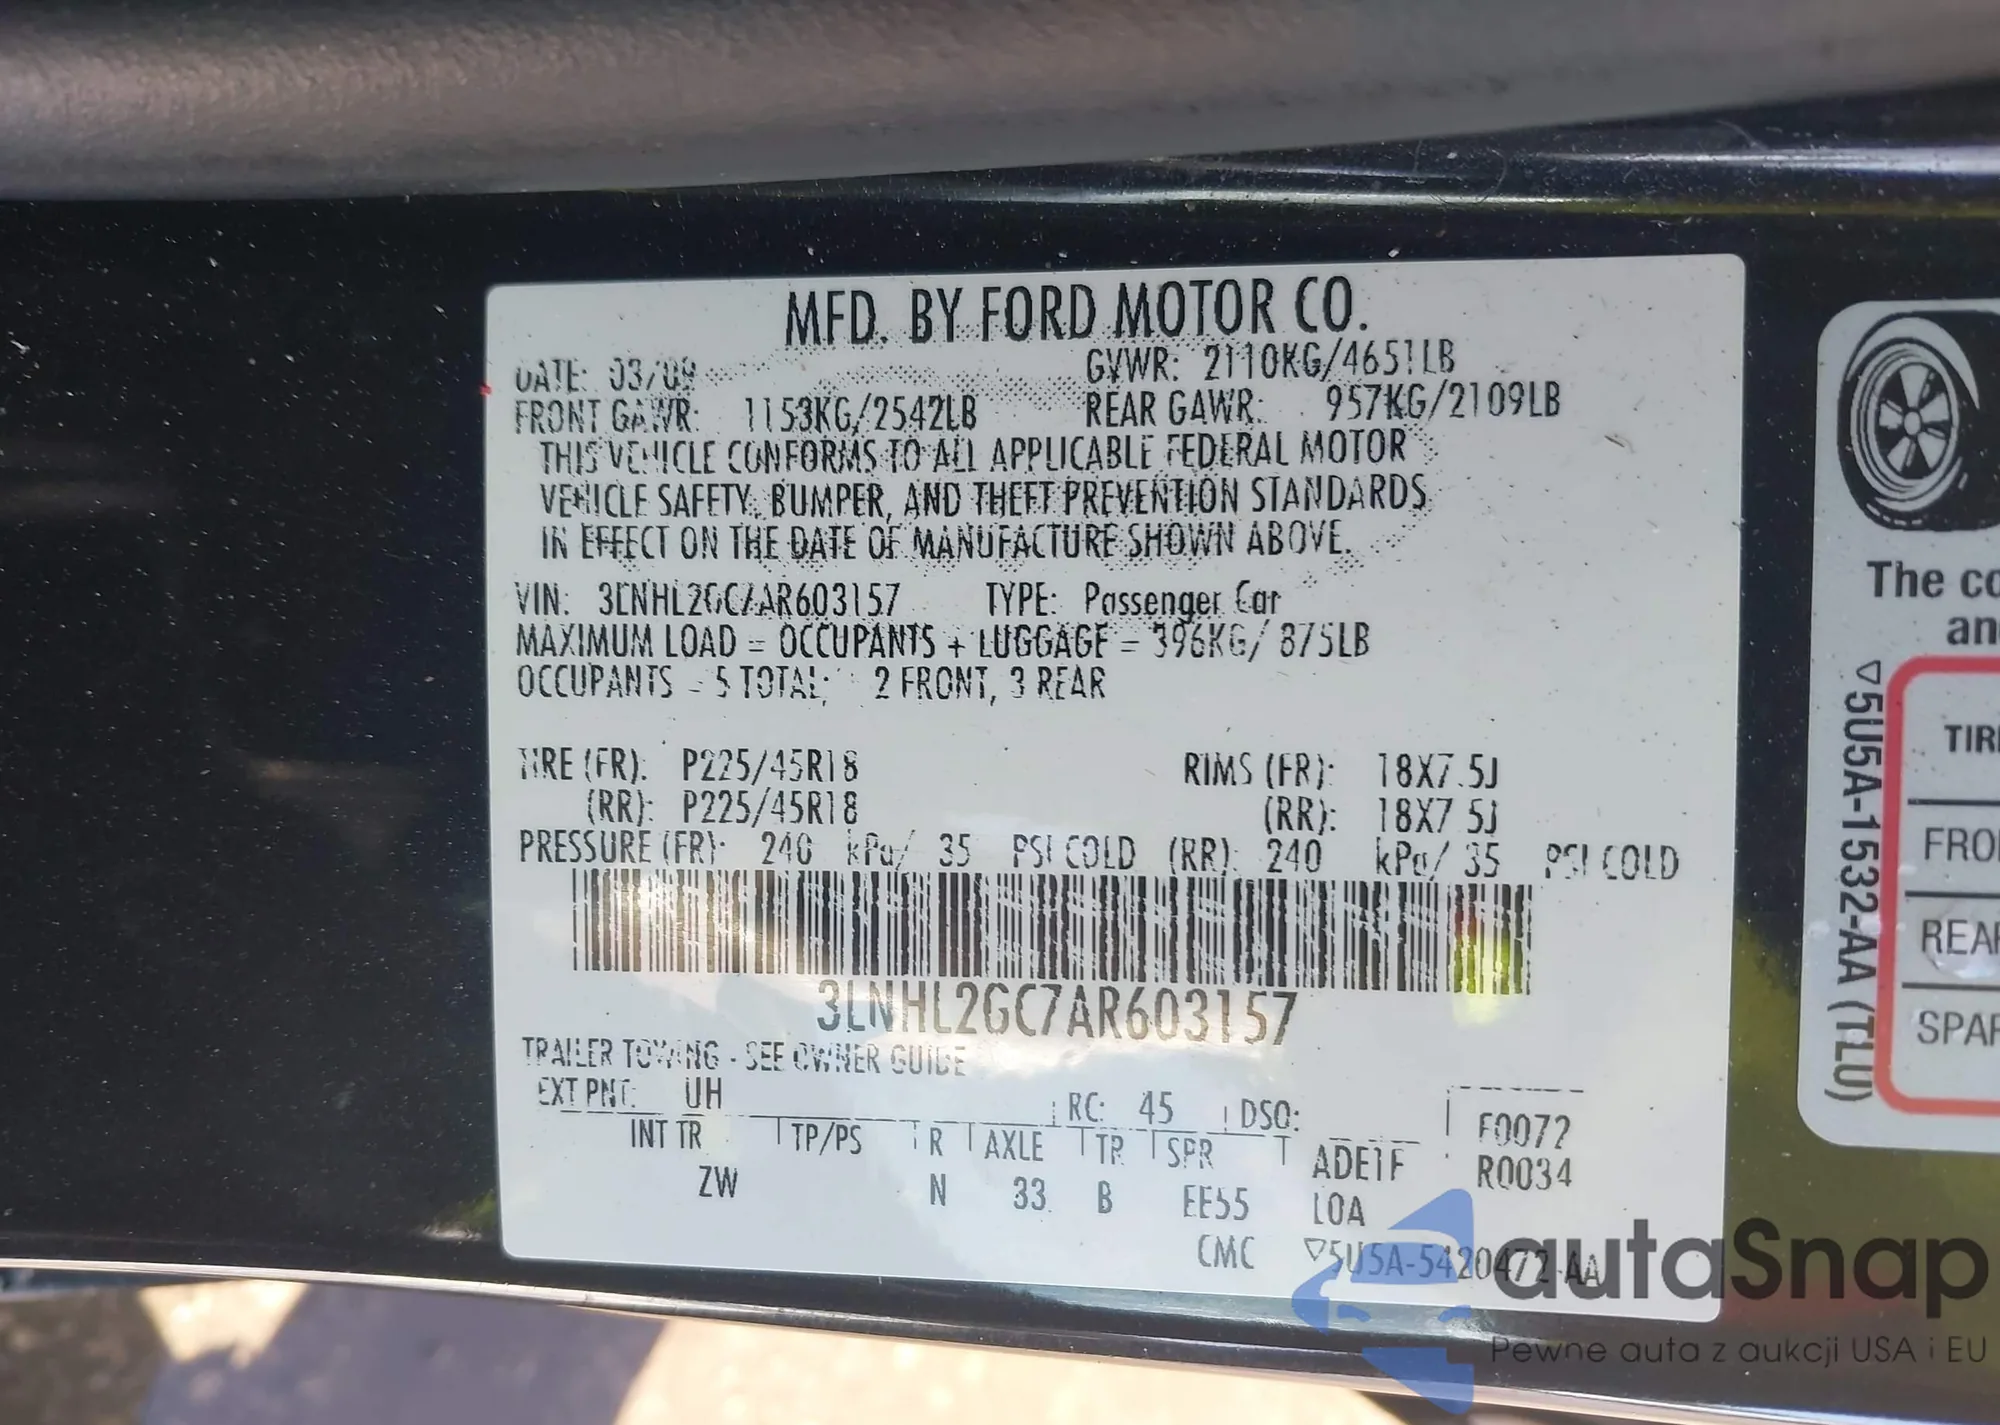 MFD. BY FORD MOTOR CO.
DATE: 03/09 GVWR: 2110KG/4651LB
FRONT GAWR: 1153KG/2542LB REAR GAWR: 957KG/2109LB
THIS VEHICLE CONFORMS TO ALL APPLICABLE FEDERAL MOTOR
VEHICLE SAFETY, BUMPER, AND THEFT PREVENTION STANDARDS
IN EFFECT ON THE DATE OF MANUFACTURE SHOWN ABOVE.
VIN: 3LNHL2GC7AR603157 TYPE: Passenger Car
MAXIMUM LOAD = OCCUPANTS + LUGGAGE = 396KG/ 875LB
OCCUPANTS - 5 TOTAL; 2 FRONT, 3 REAR
TIRE (FR): P225/45R18 RIMS (FR): 18X7.5J
(RR): P225/45R18 (RR): 18X7.5J
PRESSURE (FR): 240 kPa/ 35 PSI COLD (RR): 240 kPa/ 35 PSI COLD
3LNHL2GC7AR603157
TRAILER TOWING - SEE OWNER GUIDE
EXT PNT: UH RC: 45 DSO: F0072
INT TR TP/PS R AXLE TR SPR ADE1F R0034
ZW N 33 B EE55 LOA
CMC ▽5U5A-5420472-AA
The co
an
▽5U5A-1532-AA (TLU)
TIR
FRO
REA
SPAR
autaSnap
Pewne auta z aukcji USA i EU